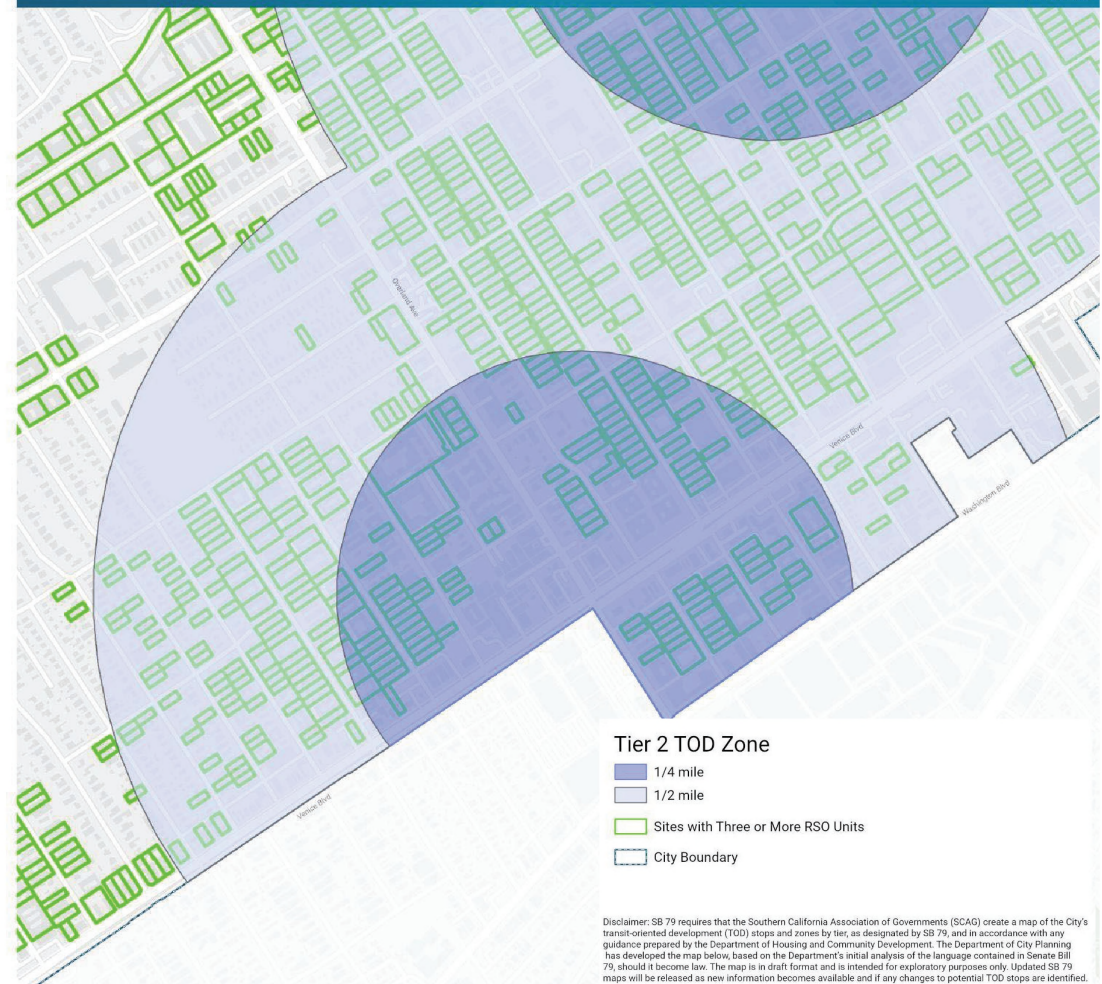 Overland Ave
Venice Blvd
Washington Blvd
Venice Blvd
Tier 2 TOD Zone
1/4 mile
1/2 mile
Sites with Three or More RSO Units
City Boundary
Disclaimer: SB 79 requires that the Southern California Association of Governments (SCAG) create a map of the City's
transit-oriented development (TOD) stops and zones by tier, as designated by SB 79, and in accordance with any
guidance prepared by the Department of Housing and Community Development. The Department of City Planning
has developed the map below, based on the Department's initial analysis of the language contained in Senate Bill
79, should it become law. The map is in draft format and is intended for exploratory purposes only. Updated SB 79
maps will be released as new information becomes available and if any changes to potential TOD stops are identified.